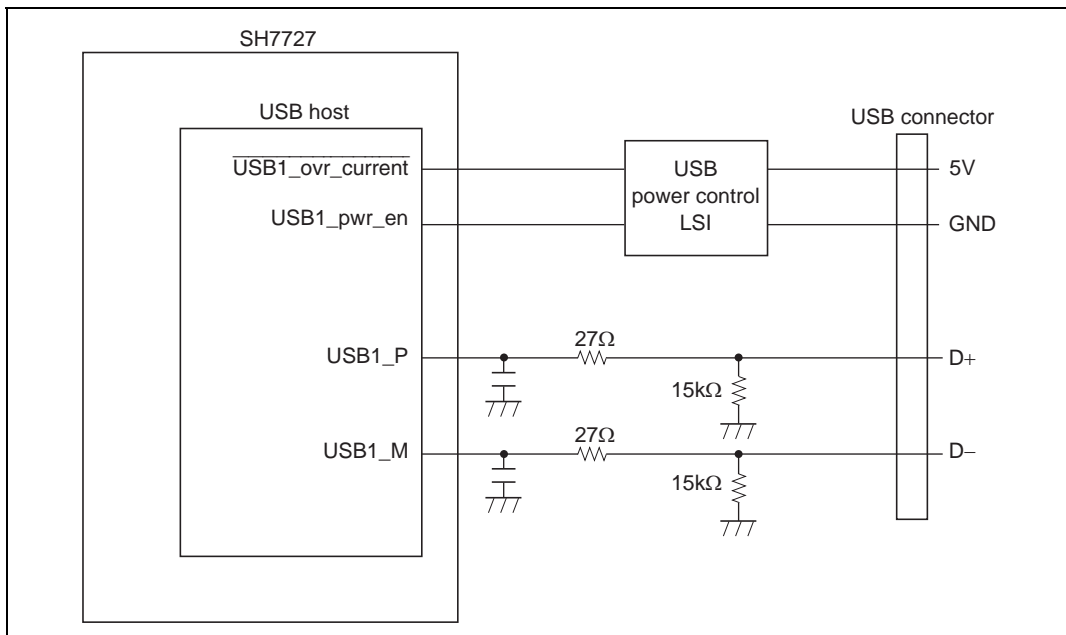 SH7727
USB host
USB connector
USB1_ovr_current
USB
power control
LSI
5V
USB1_pwr_en
GND
27Ω
USB1_P
D+
15kΩ
27Ω
USB1_M
D−
15kΩ